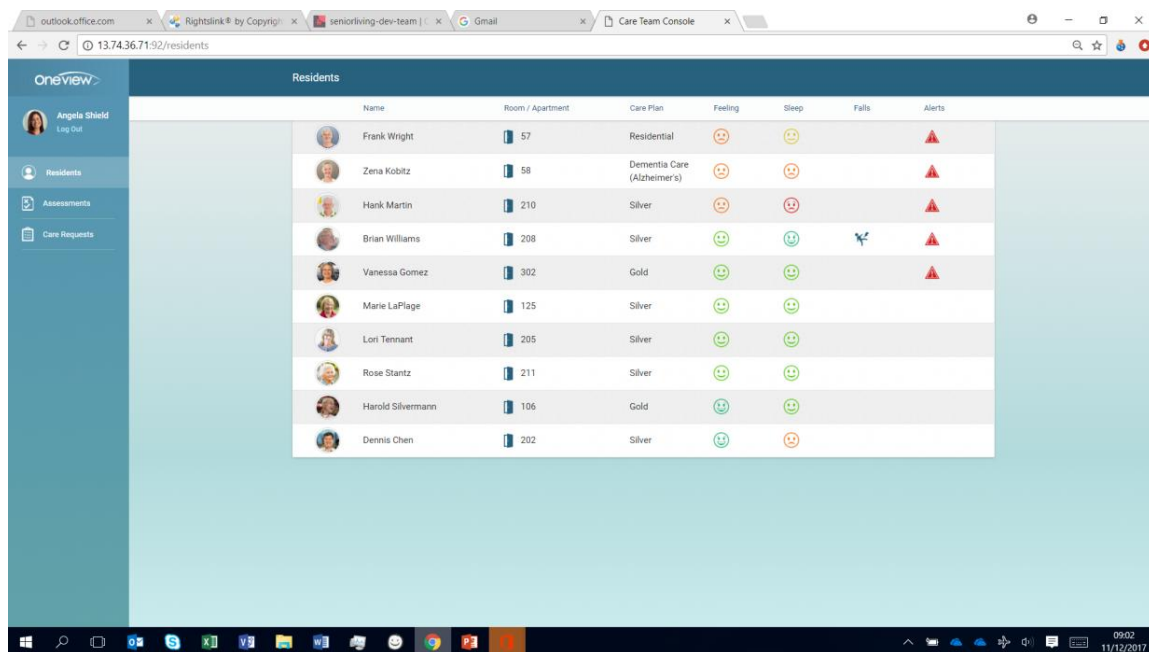 outlook.office.com
Rightslink® by Copyrigh
seniorliving-dev-team |
Gmail
Care Team Console
13.74.36.71:92/residents
oneview
Residents
Angela Shield
Log Out
Residents
Assessments
Care Requests
Name Room / Apartment Care Plan Feeling Sleep Falls Alerts
Frank Wright 57 Residential
Zena Kobitz 58 Dementia Care
(Alzheimer's)
Hank Martin 210 Silver
Brian Williams 208 Silver
Vanessa Gomez 302 Gold
Marie LaPlage 125 Silver
Lori Tennant 205 Silver
Rose Stantz 211 Silver
Harold Silvermann 106 Gold
Dennis Chen 202 Silver
09:02
11/12/2017